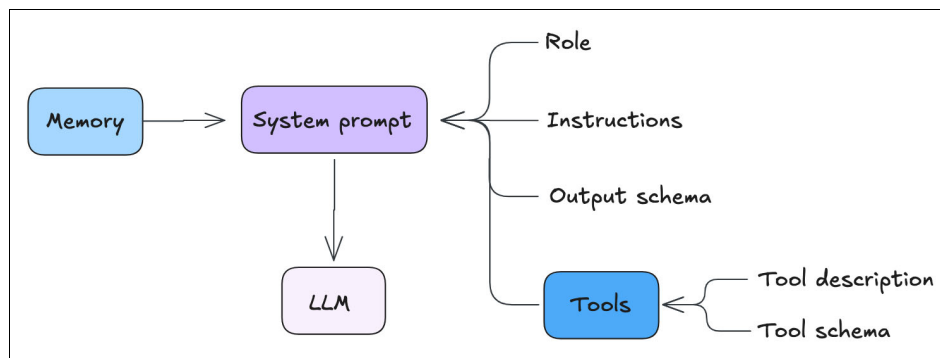 Role
Memory
System prompt
Instructions
Output schema
LLM
Tools
Tool description
Tool schema